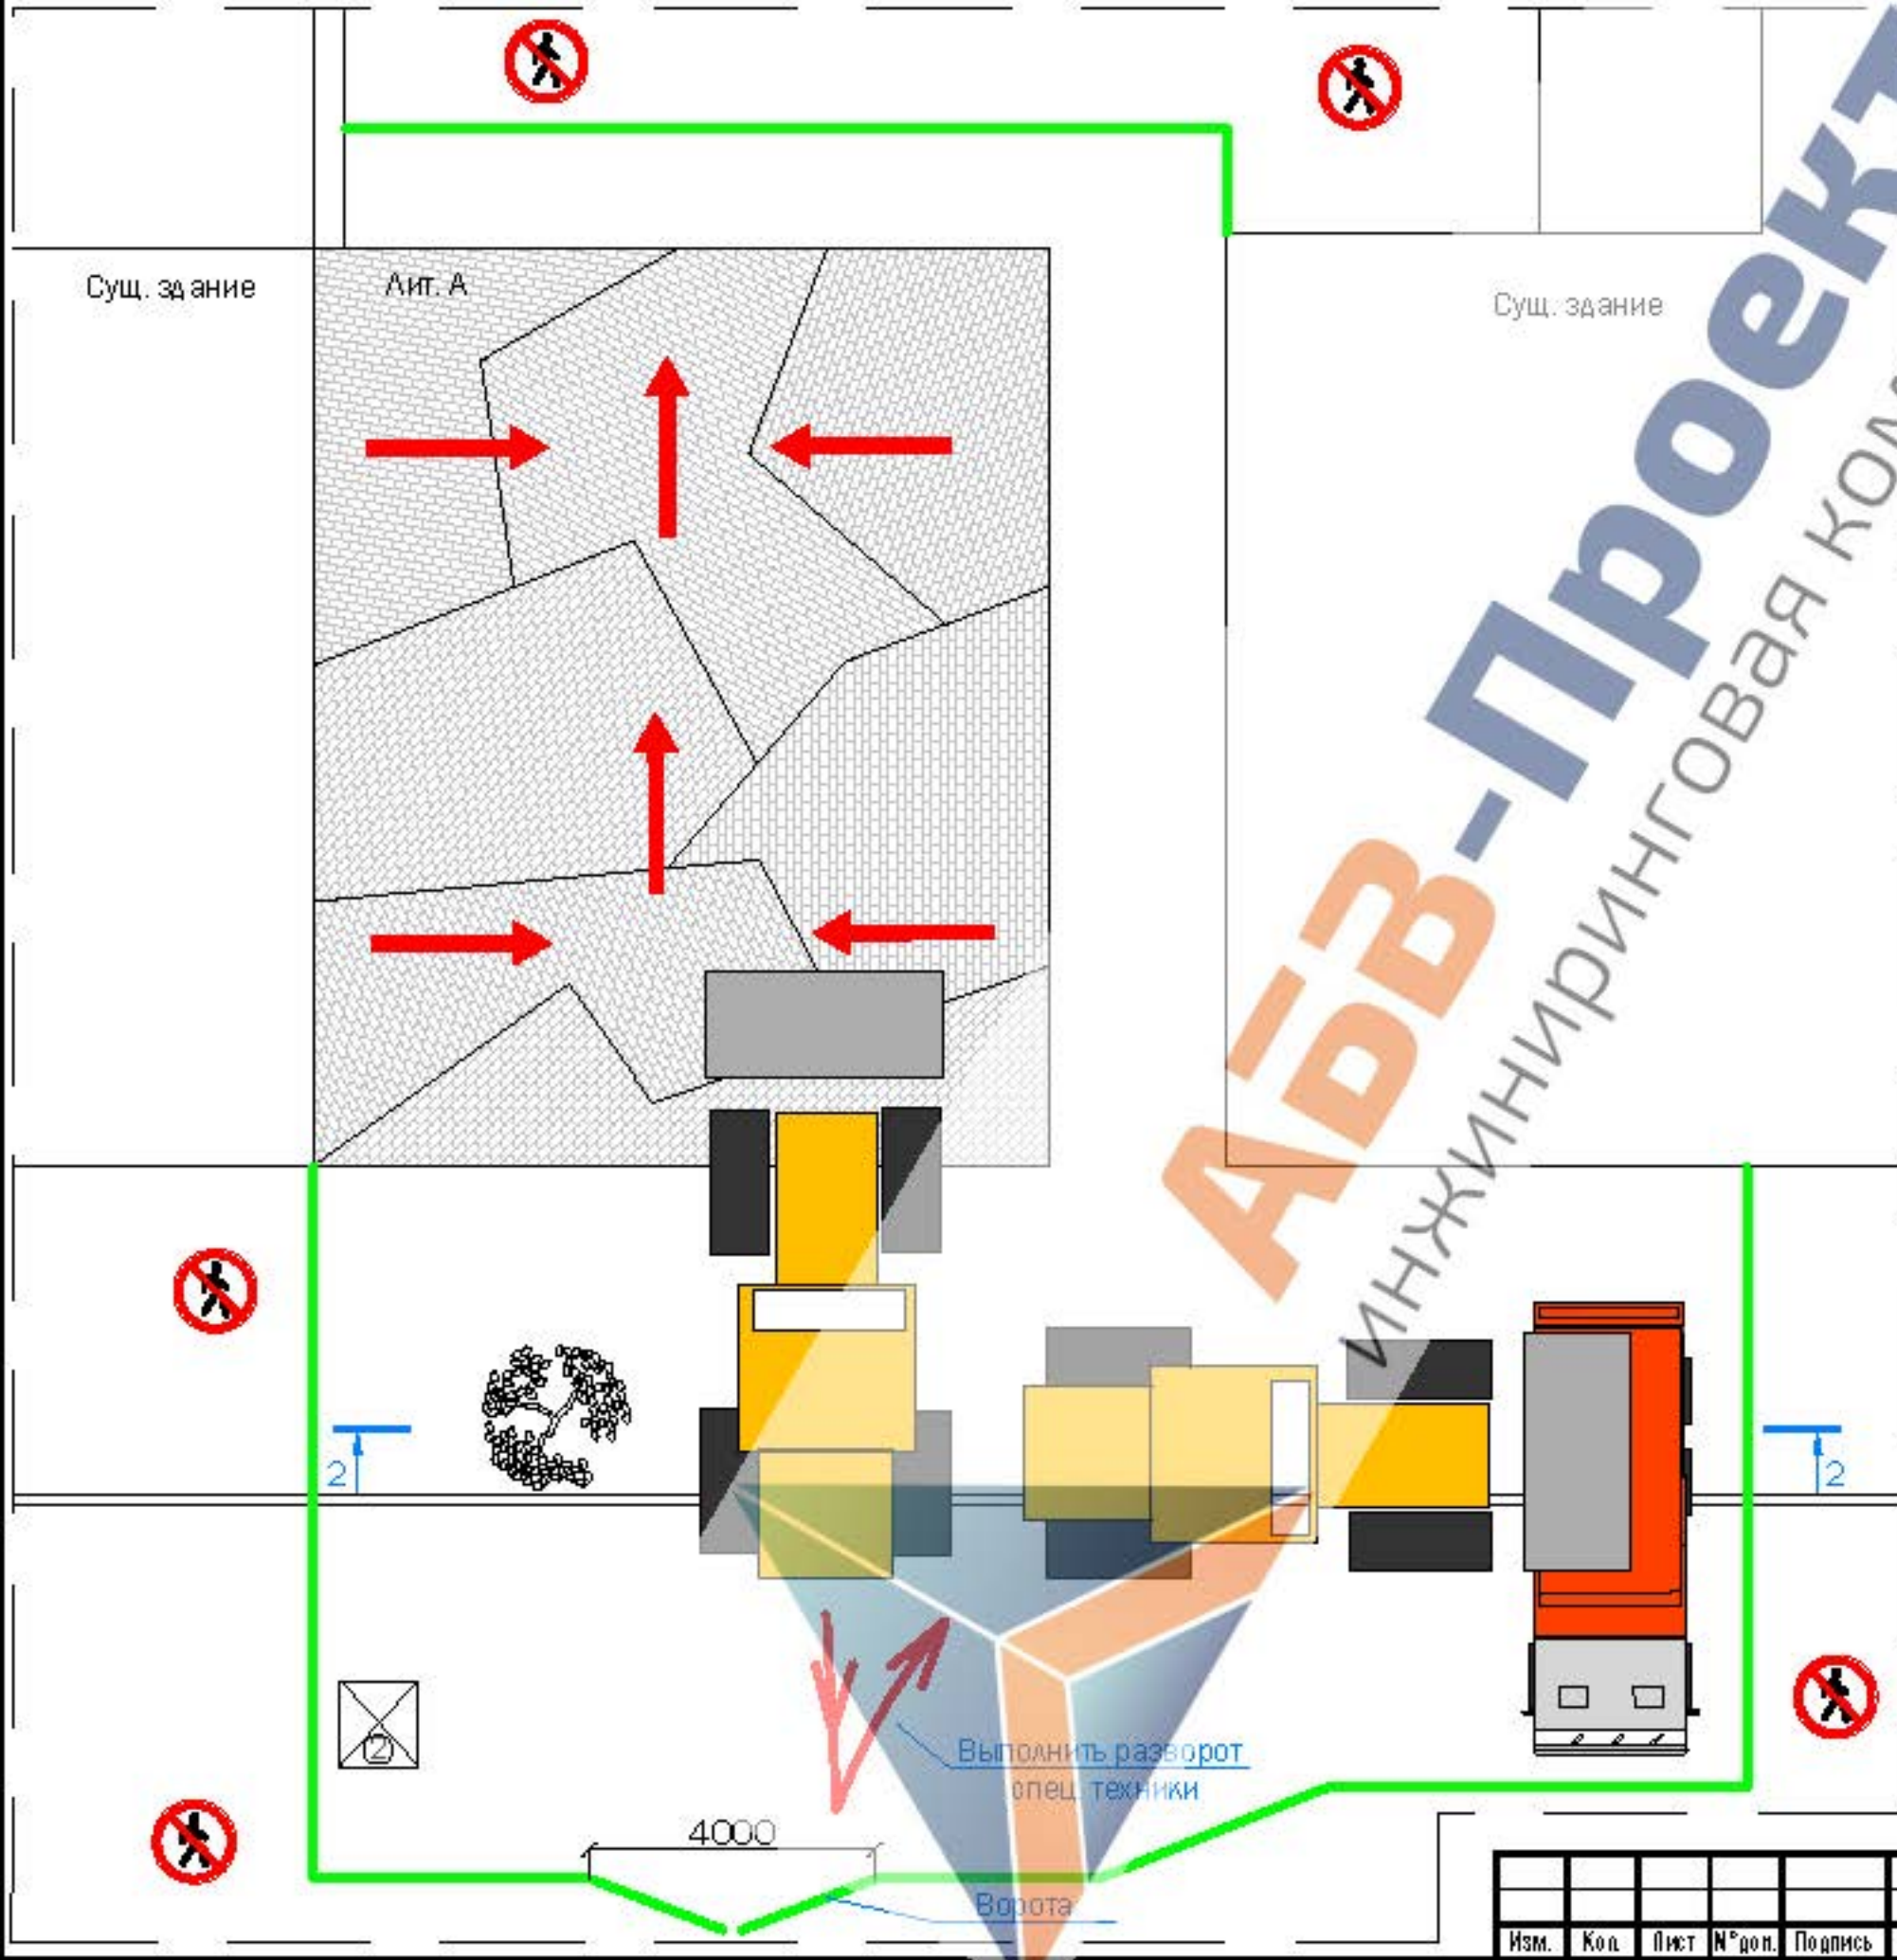 Сущ. здание
Лит. А
Сущ. здание
АБВ-Проект
инжиниринговая ком
2
2
2
Выполнить разворот
спец. техники
4000
Ворота
Изм.
Кол.
Лист
N°док.
Подпись